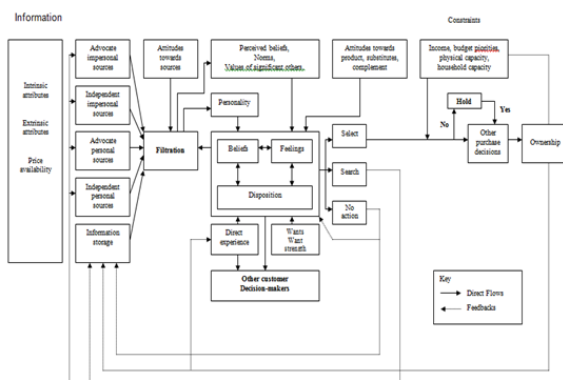 Information
Constraints
Intrinsic
attributes
Extrinsic
attributes
Price
availability
Advocate
impersonal
sources
Independent
impersonal
sources
Advocate
personal
sources
Independent
personal
sources
Information
storage
Attitudes
towards
sources
Filtration
Perceived beliefs,
Norms,
Values of significant others.
Personality
Beliefs
Feelings
Disposition
Direct
experience
Wants
Want
strength
Other customer
Decision-makers
Attitudes towards
product, substitutes,
complement
Select
Search
No
action
Income, budget piorities,
physical capacity,
household capacity
Hold
Yes
No
Other
purchase
decisions
Ownership
Key
Direct Flows
Feedbacks